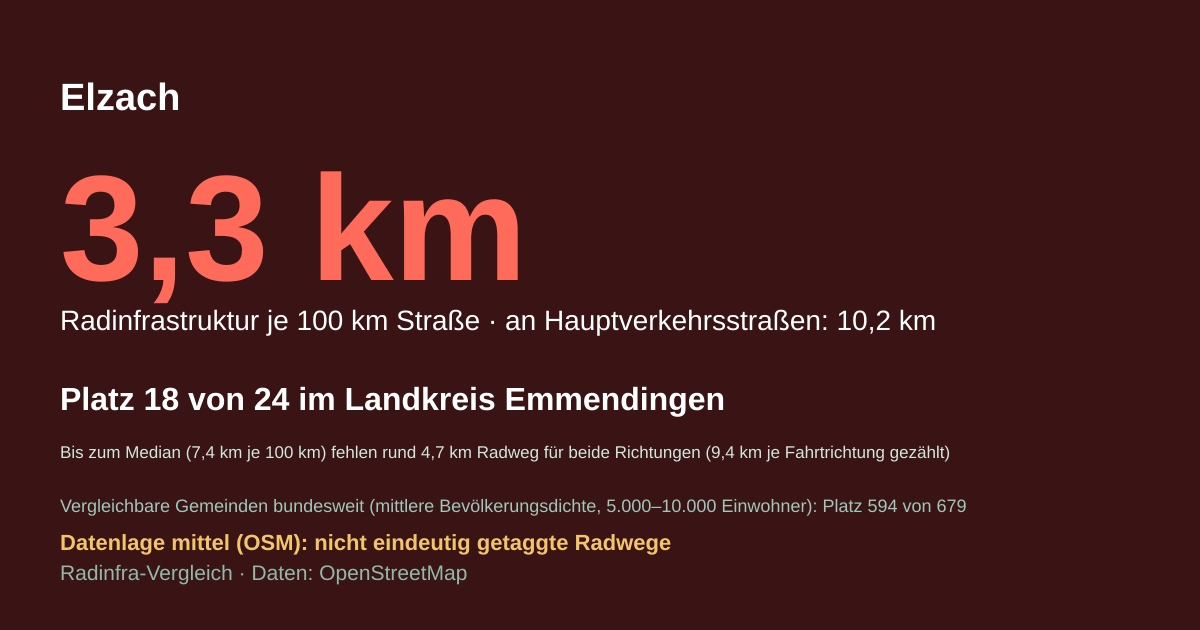 Elzach
3,3 km
Radinfrastruktur je 100 km Straße · an Hauptverkehrsstraßen: 10,2 km
Platz 18 von 24 im Landkreis Emmendingen
Bis zum Median (7,4 km je 100 km) fehlen rund 4,7 km Radweg für beide Richtungen (9,4 km je Fahrtrichtung gezählt)
Vergleichbare Gemeinden bundesweit (mittlere Bevölkerungsdichte, 5.000–10.000 Einwohner): Platz 594 von 679
Datenlage mittel (OSM): nicht eindeutig getaggte Radwege
Radinfra-Vergleich · Daten: OpenStreetMap